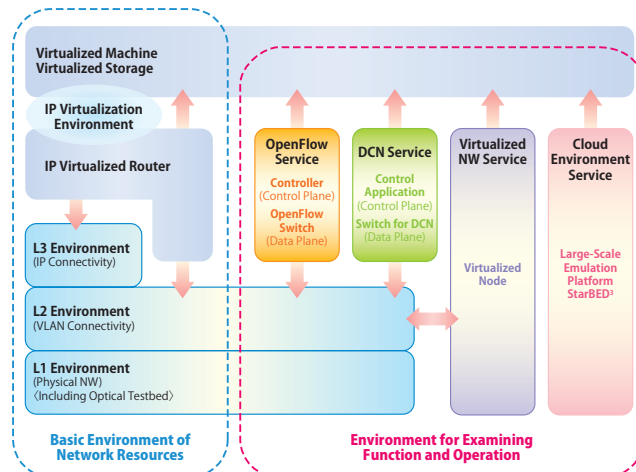 Virtualized Machine
Virtualized Storage
IP Virtualization
Environment
IP Virtualized Router
L3 Environment
(IP Connectivity)
L2 Environment
(VLAN Connectivity)
L1 Environment
(Physical NW)
〈Including Optical Testbed〉
OpenFlow
Service
Controller
(Control Plane)
OpenFlow
Switch
(Data Plane)
DCN Service
Control
Application
(Control Plane)
Switch for DCN
(Data Plane)
Virtualized
NW Service
Virtualized
Node
Cloud
Environment
Service
Large-Scale
Emulation
Platform
StarBED³
Basic Environment of
Network Resources
Environment for Examining
Function and Operation